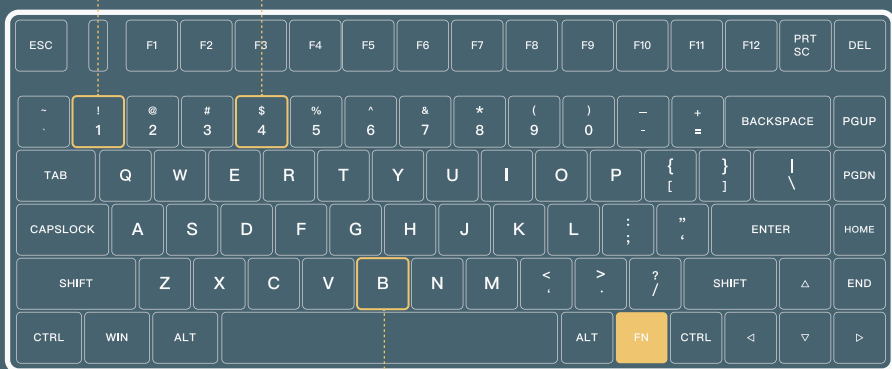 ESC F1 F2 F3 F4 F5 F6 F7 F8 F9 F10 F11 F12 PRT SC DEL
~ ! @ # $ % ^ & * ( ) — +
` 1 2 3 4 5 6 7 8 9 0 - = BACKSPACE PGUP
TAB Q W E R T Y U I O P { [ } ] | \ PGDN
CAPSLOCK A S D F G H J K L : ; ” ‘ ENTER HOME
SHIFT Z X C V B N M < ‘ > . ? / SHIFT △ END
CTRL WIN ALT ALT FN CTRL ◁ ▽ ▷